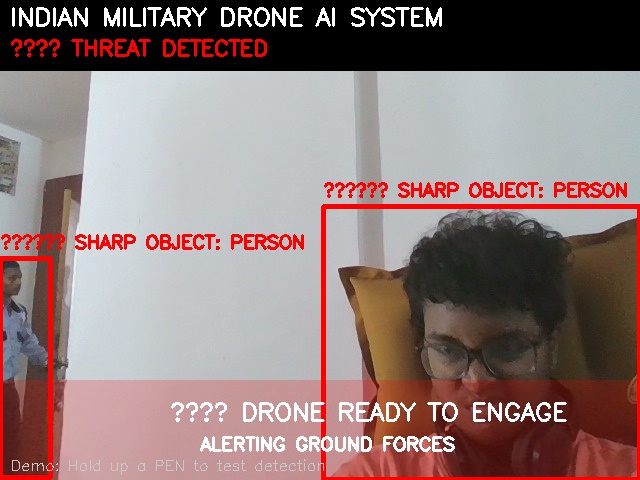 INDIAN MILITARY DRONE AI SYSTEM
???? THREAT DETECTED
?????? SHARP OBJECT: PERSON
?????? SHARP OBJECT: PERSON
???? DRONE READY TO ENGAGE
ALERTING GROUND FORCES
Demo: Hold up a PEN to test detection